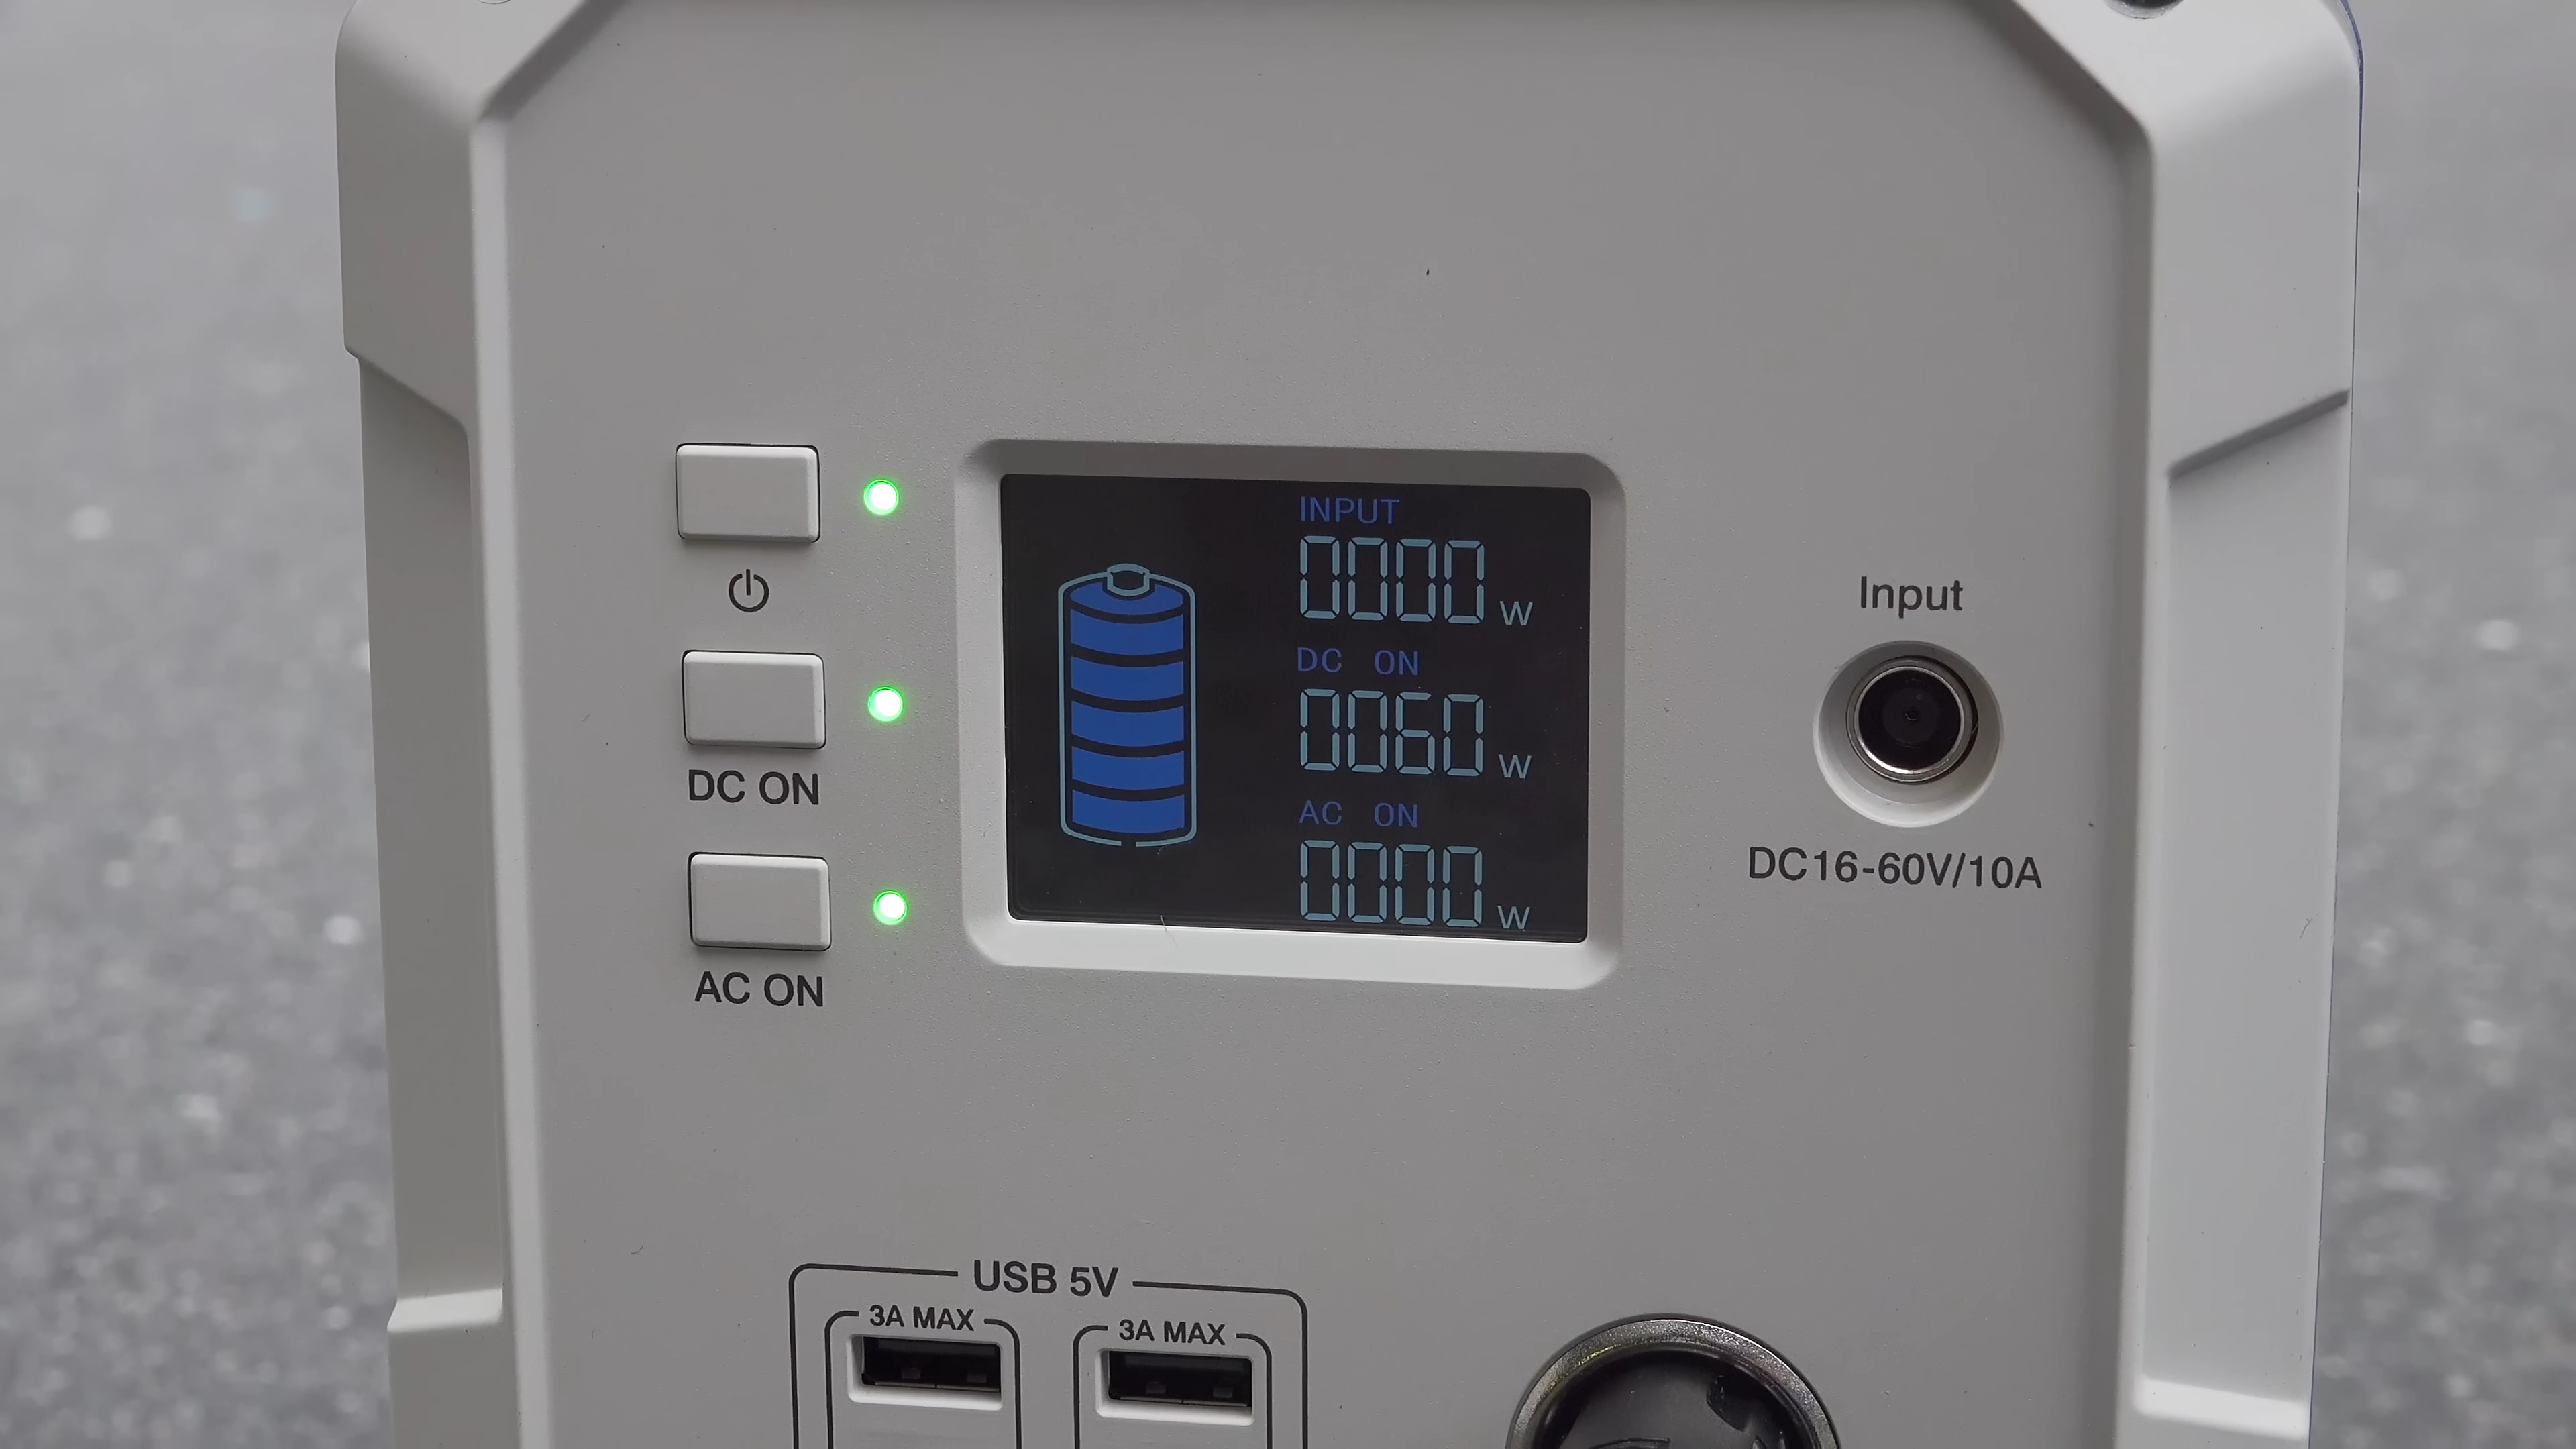 INPUT
0000 W
DC ON
0060 W
AC ON
0000 W
DC ON
AC ON
Input
DC16-60V/10A
USB 5V
3A MAX
3A MAX